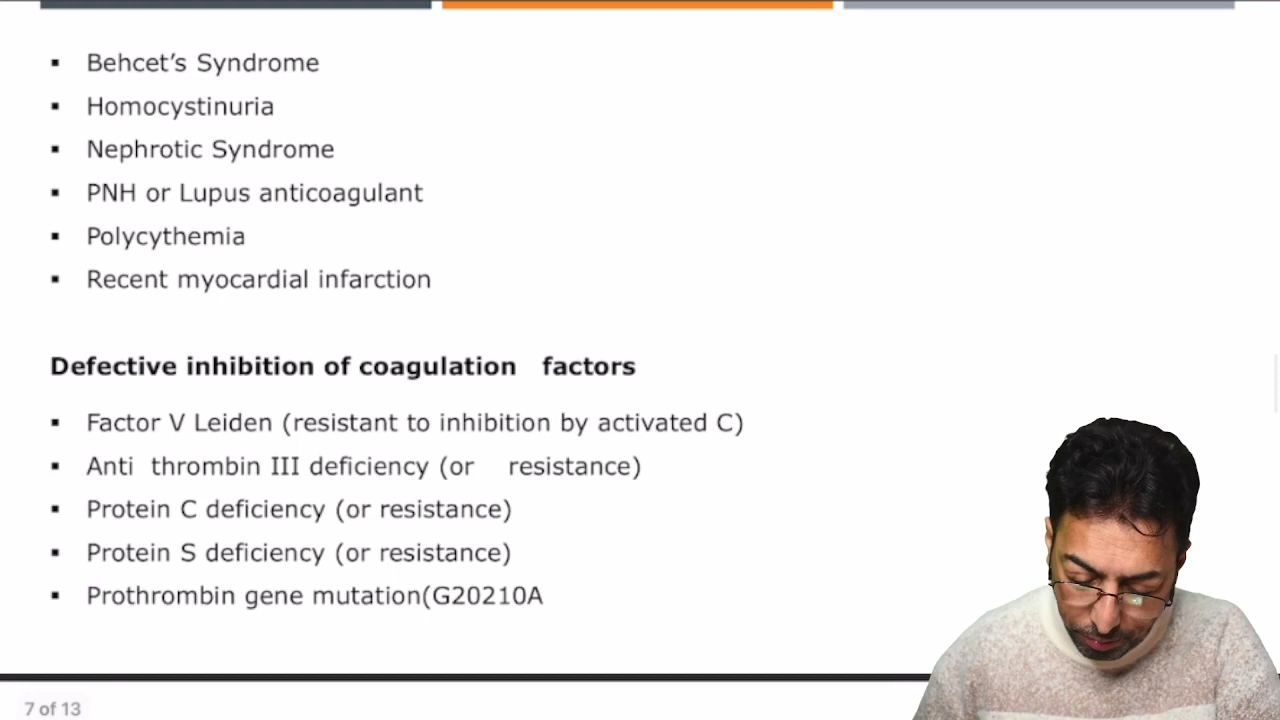 ▪ Behcet’s Syndrome
▪ Homocystinuria
▪ Nephrotic Syndrome
▪ PNH or Lupus anticoagulant
▪ Polycythemia
▪ Recent myocardial infarction
Defective inhibition of coagulation factors
▪ Factor V Leiden (resistant to inhibition by activated C)
▪ Anti thrombin III deficiency (or resistance)
▪ Protein C deficiency (or resistance)
▪ Protein S deficiency (or resistance)
▪ Prothrombin gene mutation(G20210A
7 of 13